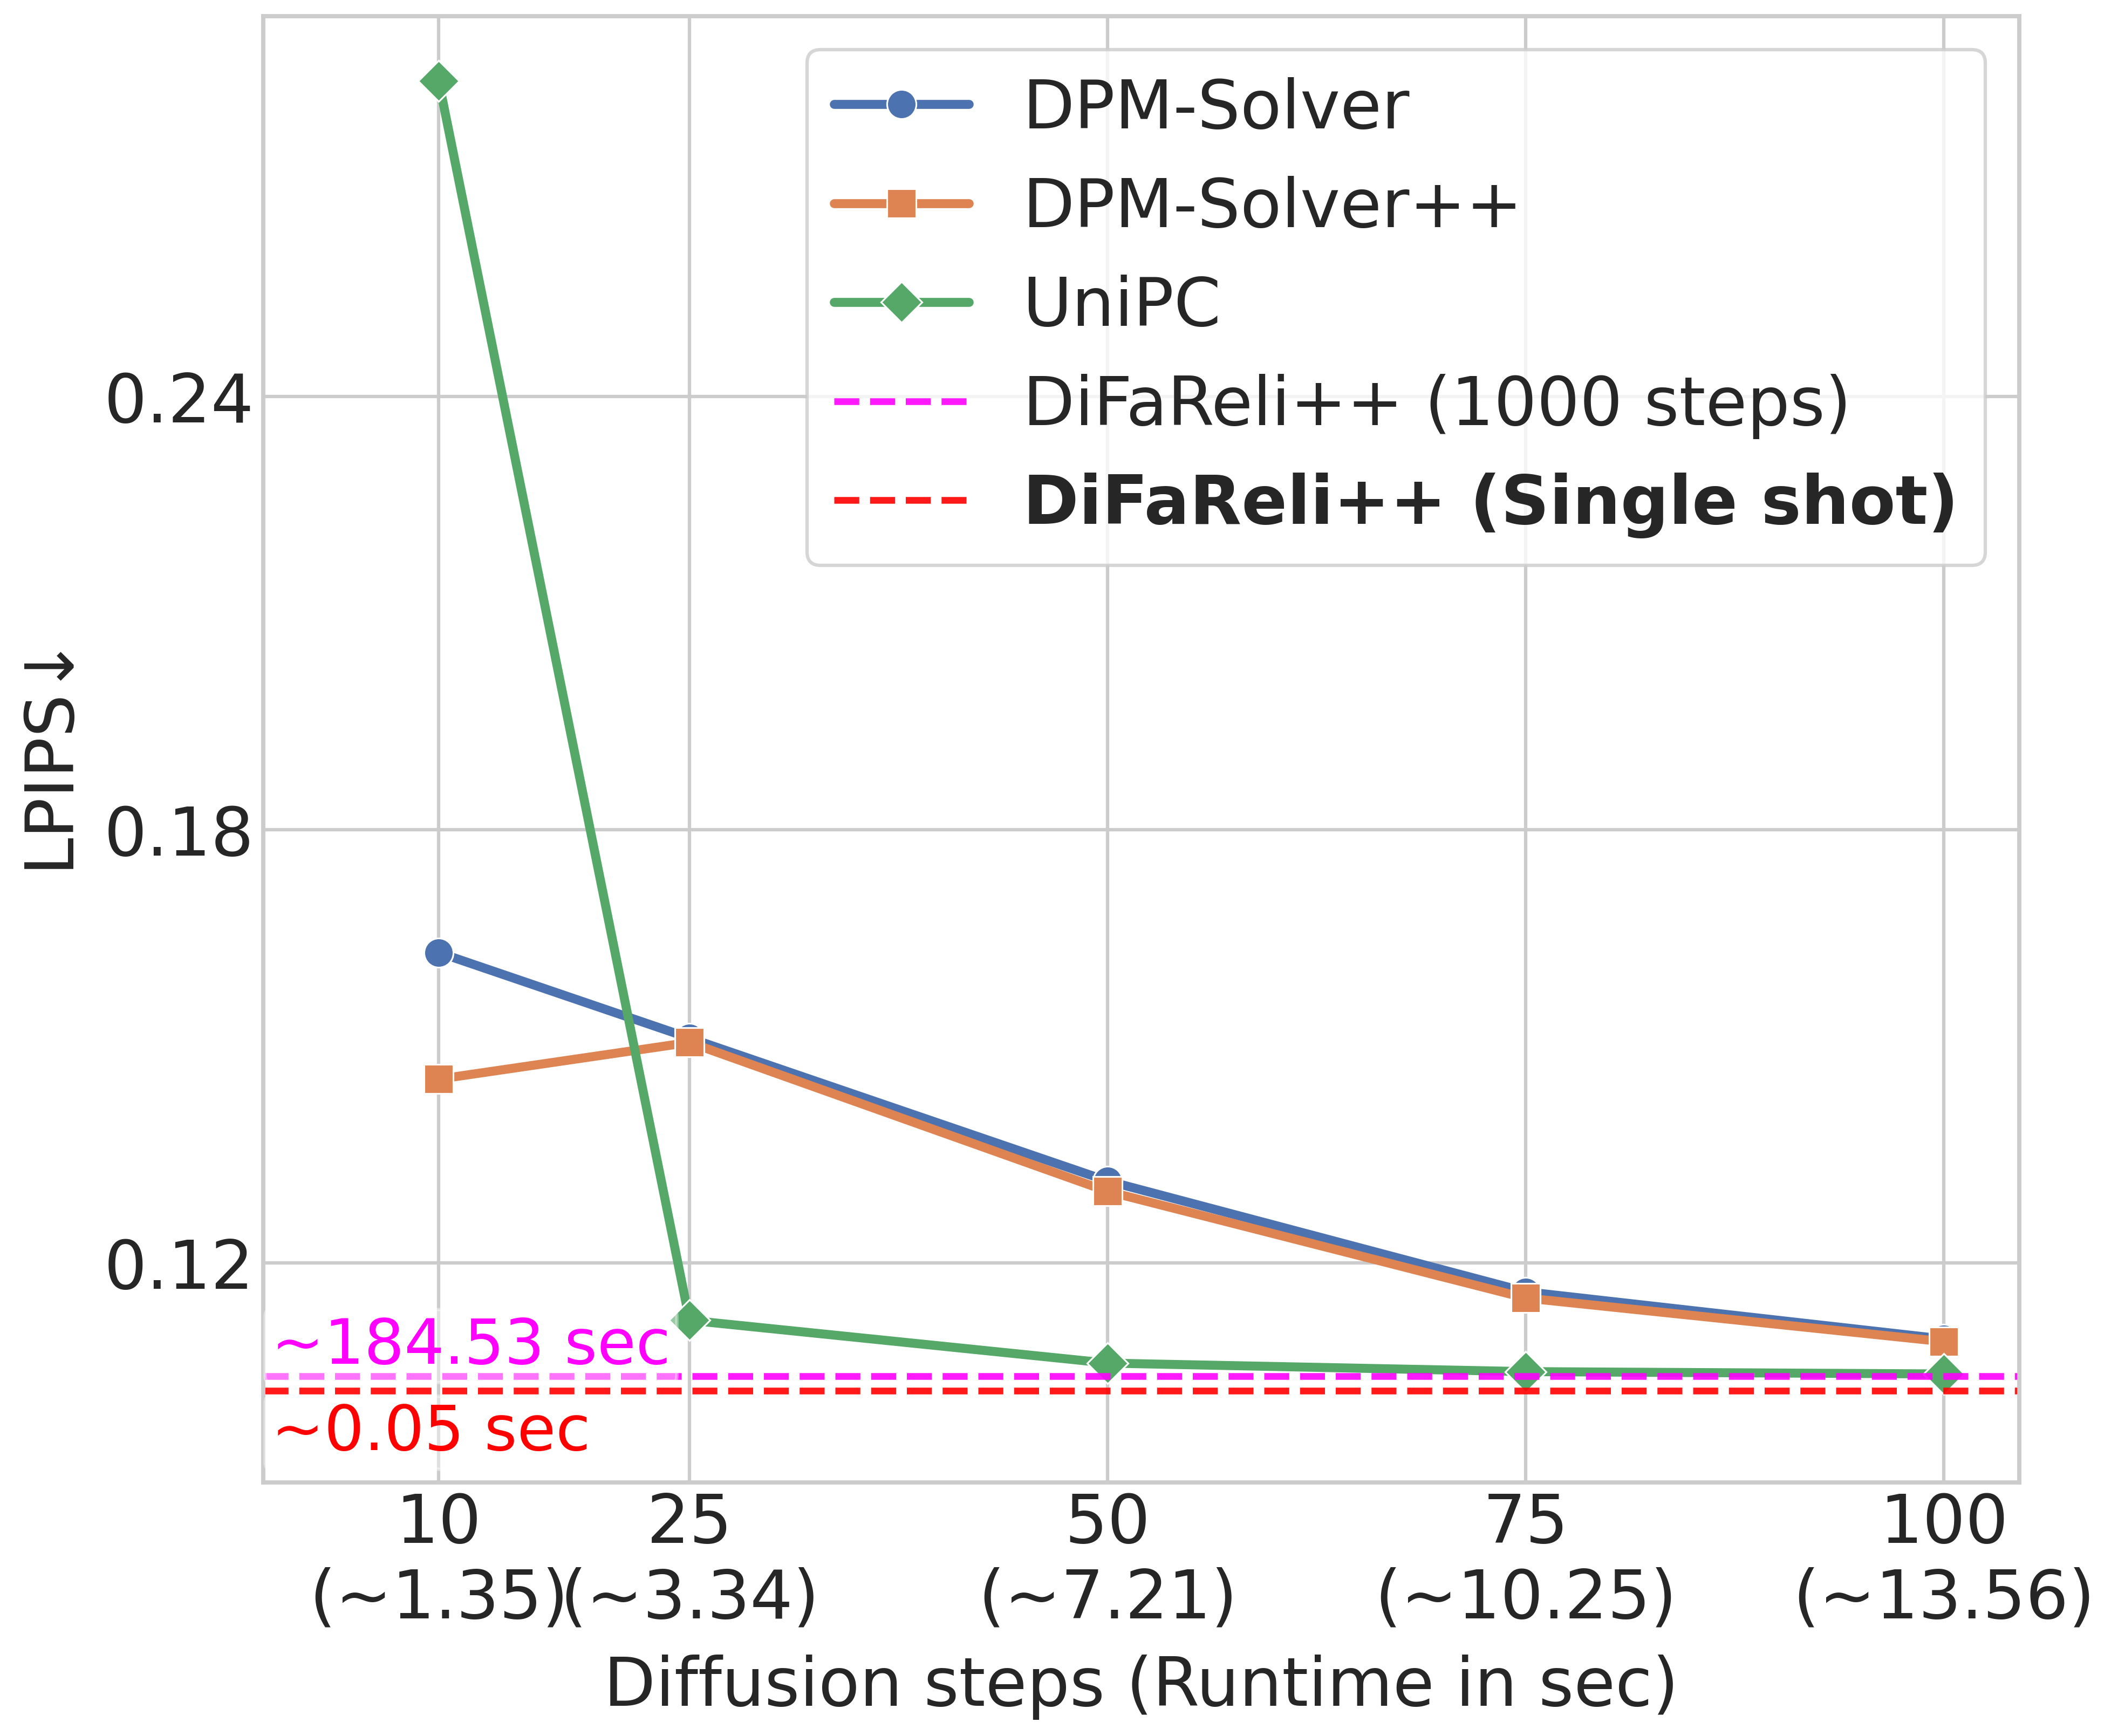 DPM-Solver
DPM-Solver++
UniPC
DiFaReli++ (1000 steps)
DiFaReli++ (Single shot)
LPIPS↓
0.24
0.18
0.12
~184.53 sec
~0.05 sec
10 25 50 75 100
(~1.35) (~3.34) (~7.21) (~10.25) (~13.56)
Diffusion steps (Runtime in sec)